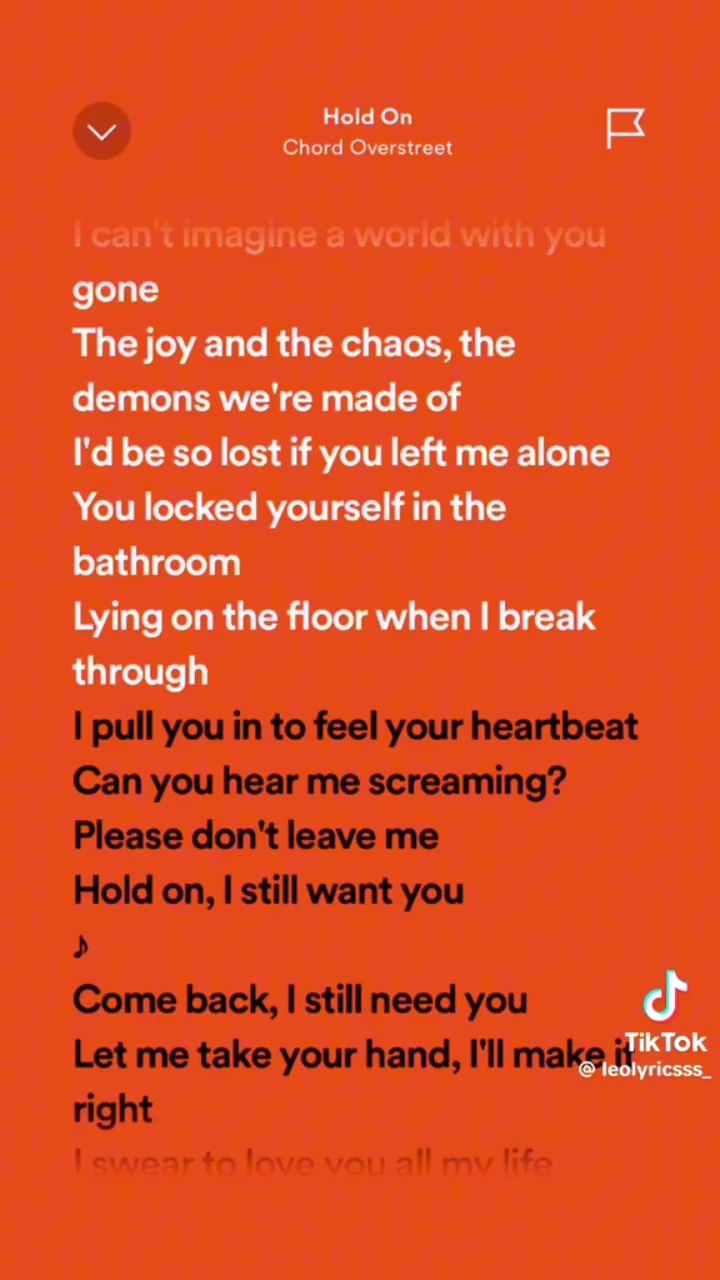 Hold On
Chord Overstreet
I can't imagine a world with you
gone
The joy and the chaos, the
demons we're made of
I'd be so lost if you left me alone
You locked yourself in the
bathroom
Lying on the floor when I break
through
I pull you in to feel your heartbeat
Can you hear me screaming?
Please don't leave me
Hold on, I still want you
♪
Come back, I still need you
Let me take your hand, I'll make it
right
I swear to love you all my life
TikTok
@leolyricsss_